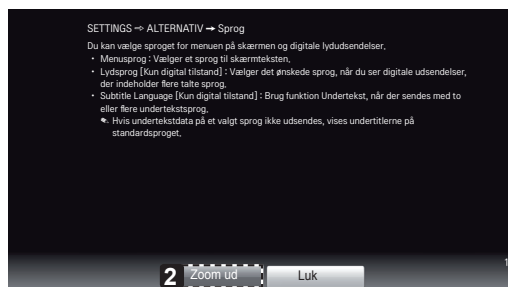 SETTINGS ⇨ ALTERNATIV ➙ Sprog
Du kan vælge sproget for menuen på skærmen og digitale lydudsendelser.
• Menusprog : Vælger et sprog til skærmteksten.
• Lydsprog [Kun digital tilstand] : Vælger det ønskede sprog, når du ser digitale udsendelser,
der indeholder flere talte sprog.
• Subtitle Language [Kun digital tilstand] : Brug funktion Undertekst, når der sendes med to
eller flere undertekstsprog.
✎ Hvis undertekstdata på et valgt sprog ikke udsendes, vises undertitlerne på
standardsproget.
1
2 Zoom ud Luk